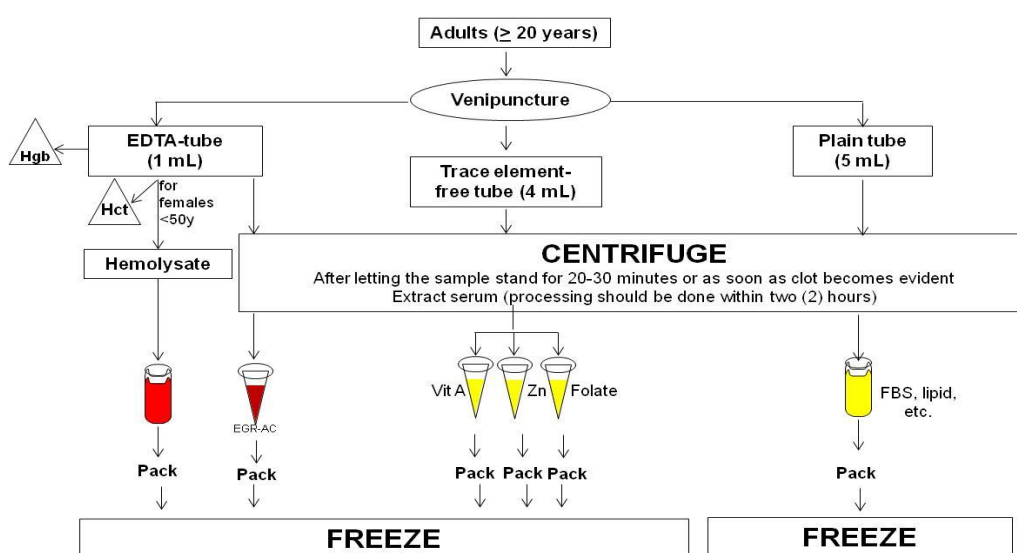 Adults (≥ 20 years)
Venipuncture
EDTA-tube
(1 mL)
Hgb
Trace element-
free tube (4 mL)
Plain tube
(5 mL)
Hct
for
females
<50y
Hemolysate
CENTRIFUGE
After letting the sample stand for 20-30 minutes or as soon as clot becomes evident
Extract serum (processing should be done within two (2) hours)
Vit A
Zn
Folate
FBS, lipid,
etc.
EGR-AC
Pack
Pack
Pack
Pack
Pack
Pack
FREEZE
FREEZE